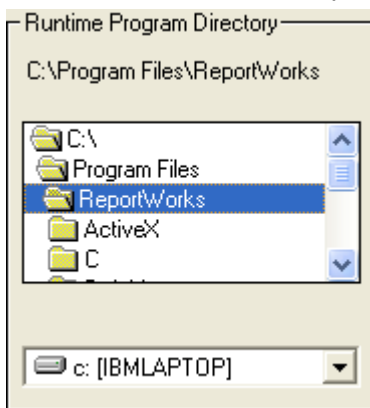 Runtime Program Directory
C:\Program Files\ReportWorks
C:\
Program Files
ReportWorks
ActiveX
C
c: [IBMLAPTOP]